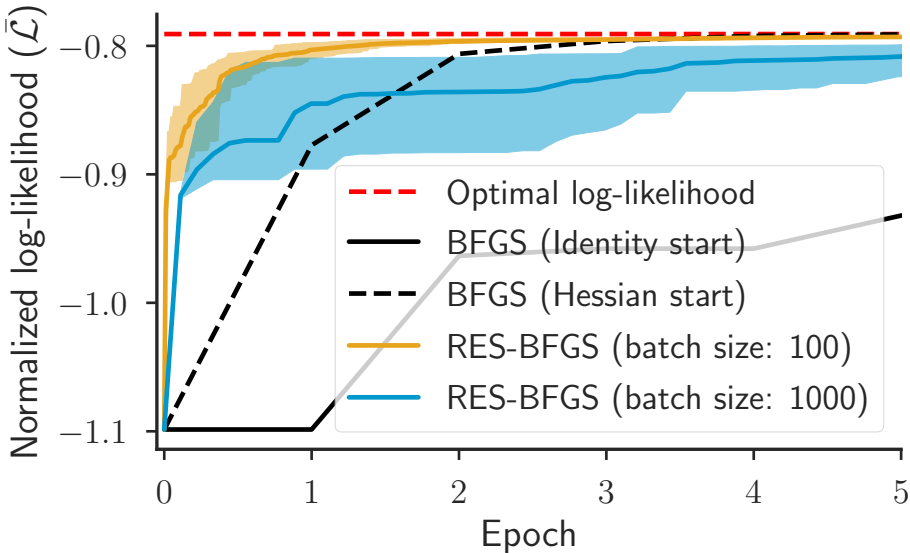 Normalized log-likelihood (ℒ̄)
−0.8
−0.9
−1.0
−1.1
Optimal log-likelihood
BFGS (Identity start)
BFGS (Hessian start)
RES-BFGS (batch size: 100)
RES-BFGS (batch size: 1000)
0 1 2 3 4 5
Epoch